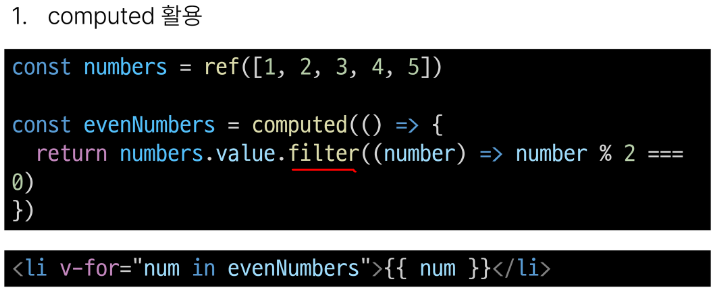 1. computed 활용
const numbers = ref([1, 2, 3, 4, 5])
const evenNumbers = computed(() => {
  return numbers.value.filter((number) => number % 2 ===
0)
})
<li v-for="num in evenNumbers">{{ num }}</li>